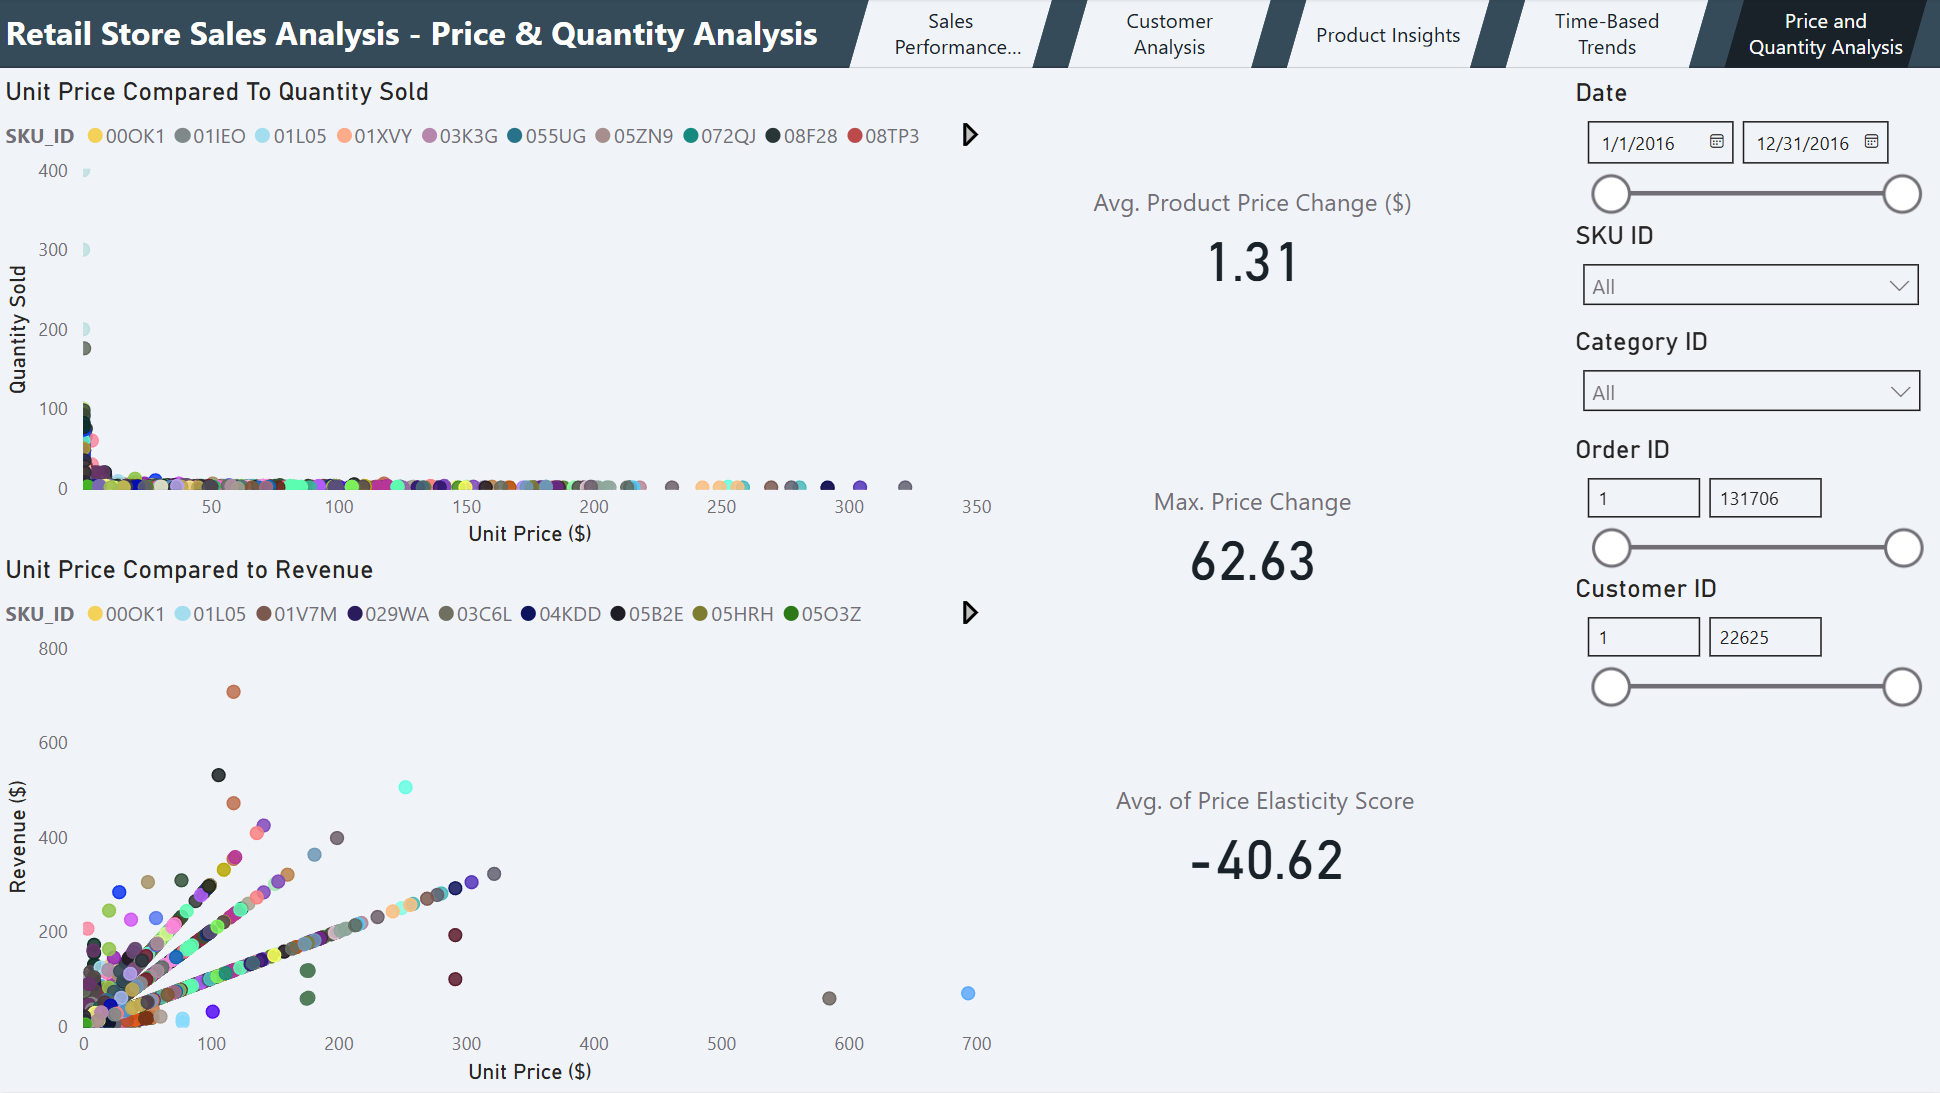 Retail Store Sales Analysis - Price & Quantity Analysis
Sales
Performance...
Customer
Analysis
Product Insights
Time-Based
Trends
Price and
Quantity Analysis
Unit Price Compared To Quantity Sold
SKU_ID 00OK1 01IEO 01L05 01XVY 03K3G 055UG 05ZN9 072QJ 08F28 08TP3
400
300
200
100
0
Quantity Sold
50 100 150 200 250 300 350
Unit Price ($)
Unit Price Compared to Revenue
SKU_ID 00OK1 01L05 01V7M 029WA 03C6L 04KDD 05B2E 05HRH 05O3Z
800
600
400
200
0
Revenue ($)
0 100 200 300 400 500 600 700
Unit Price ($)
Avg. Product Price Change ($)
1.31
Max. Price Change
62.63
Avg. of Price Elasticity Score
-40.62
Date
1/1/2016 12/31/2016
SKU ID
All
Category ID
All
Order ID
1 131706
Customer ID
1 22625